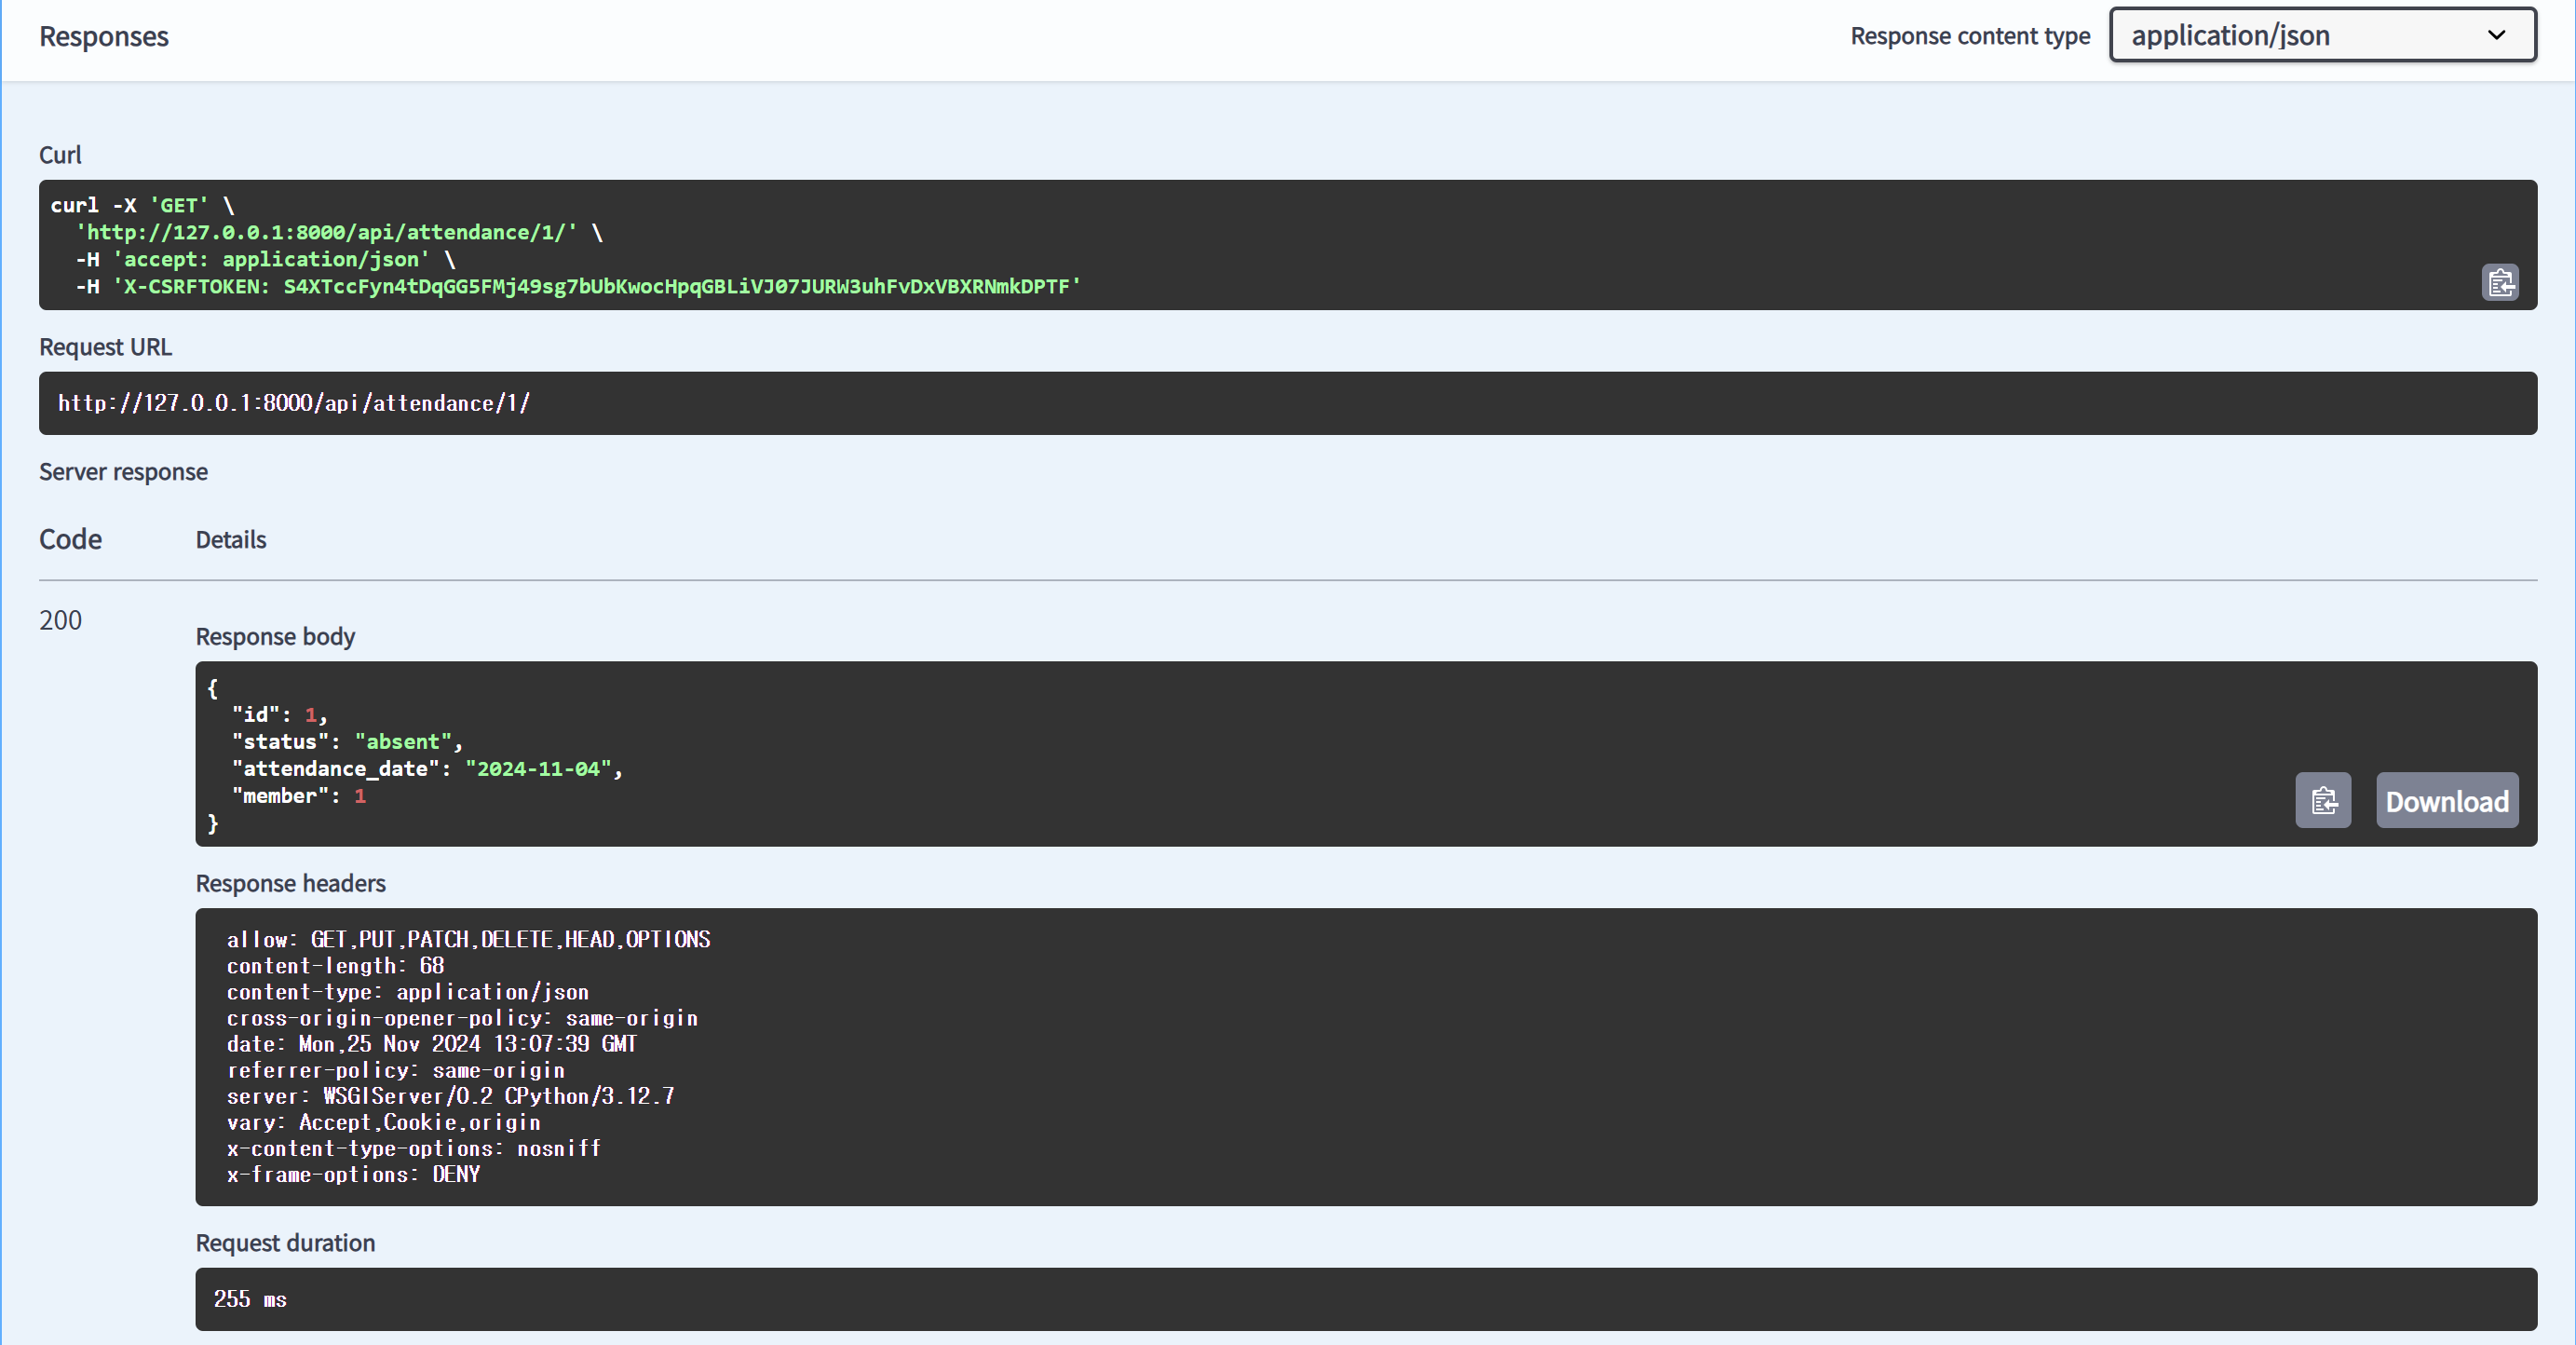 Responses
Response content type
application/json
Curl
curl -X 'GET' \
'http://127.0.0.1:8000/api/attendance/1/' \
-H 'accept: application/json' \
-H 'X-CSRFTOKEN: S4XTccFyn4tDqGG5FMj49sg7bUbKwocHpqGBLiVJ07JURW3uhFvDxVBXRNmkDPTF'
Request URL
http://127.0.0.1:8000/api/attendance/1/
Server response
Code
Details
200
Response body
{
"id": 1,
"status": "absent",
"attendance_date": "2024-11-04",
"member": 1
}
Download
Response headers
allow: GET,PUT,PATCH,DELETE,HEAD,OPTIONS
content-length: 68
content-type: application/json
cross-origin-opener-policy: same-origin
date: Mon,25 Nov 2024 13:07:39 GMT
referrer-policy: same-origin
server: WSGIServer/0.2 CPython/3.12.7
vary: Accept,Cookie,origin
x-content-type-options: nosniff
x-frame-options: DENY
Request duration
255 ms